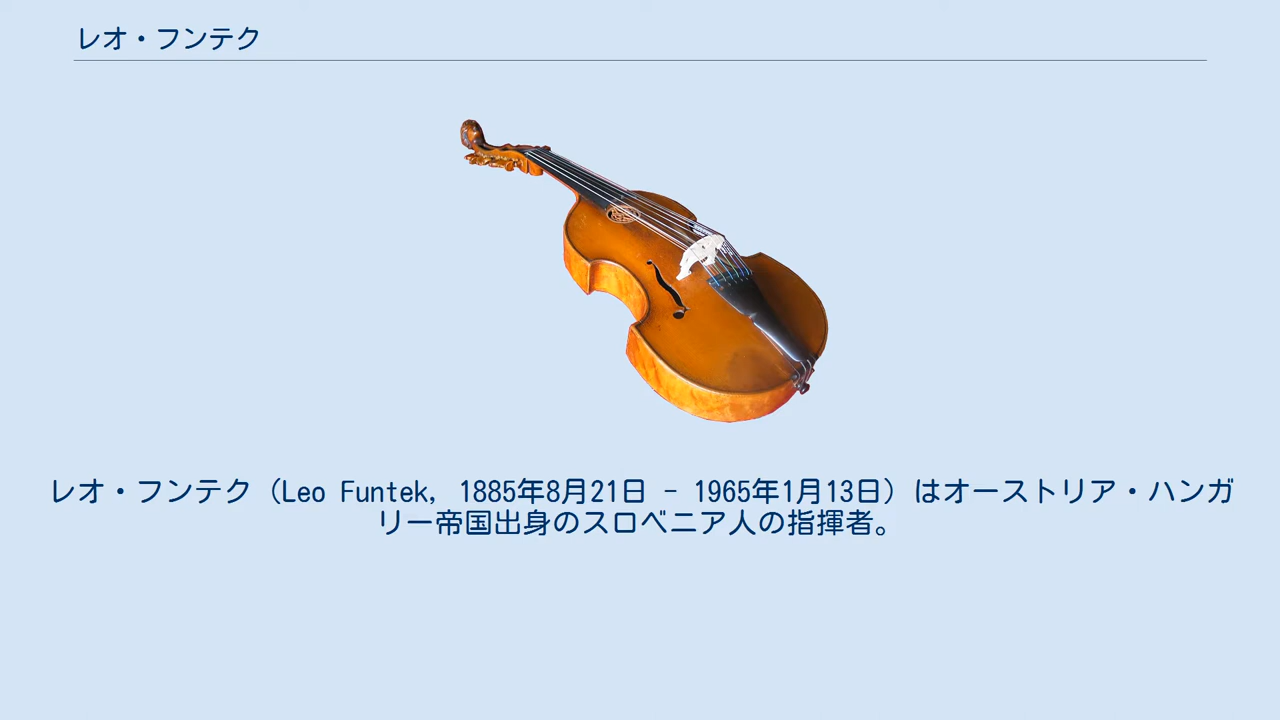 レオ・フンテク
レオ・フンテク（Leo Funtek, 1885年8月21日 - 1965年1月13日）はオーストリア・ハンガ
リー帝国出身のスロベニア人の指揮者。